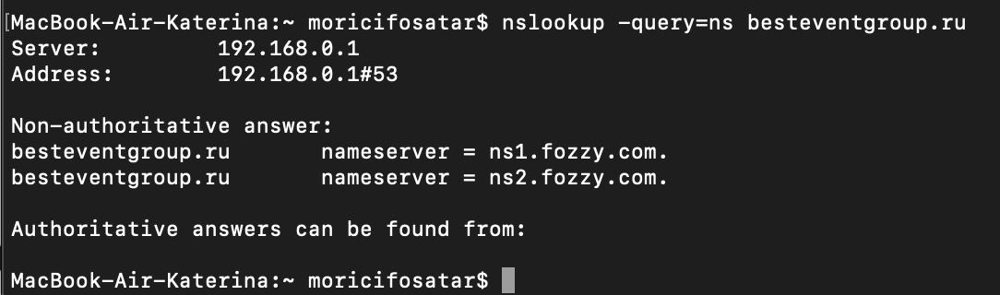 [MacBook-Air-Katerina:~ moricifosatar$ nslookup -query=ns besteventgroup.ru
Server: 192.168.0.1
Address: 192.168.0.1#53
Non-authoritative answer:
besteventgroup.ru nameserver = ns1.fozzy.com.
besteventgroup.ru nameserver = ns2.fozzy.com.
Authoritative answers can be found from:
MacBook-Air-Katerina:~ moricifosatar$